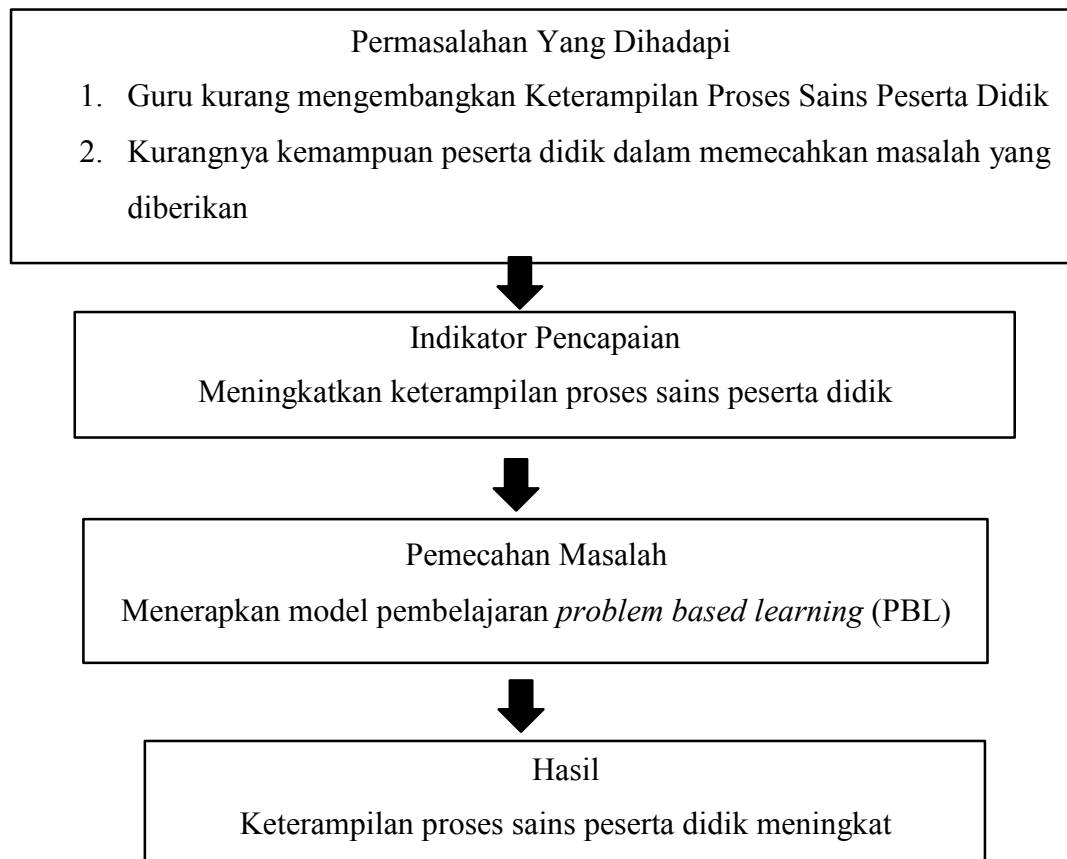 Permasalahan Yang Dihadapi
1. Guru kurang mengembangkan Keterampilan Proses Sains Peserta Didik
2. Kurangnya kemampuan peserta didik dalam memecahkan masalah yang
diberikan
Indikator Pencapaian
Meningkatkan keterampilan proses sains peserta didik
Pemecahan Masalah
Menerapkan model pembelajaran problem based learning (PBL)
Hasil
Keterampilan proses sains peserta didik meningkat